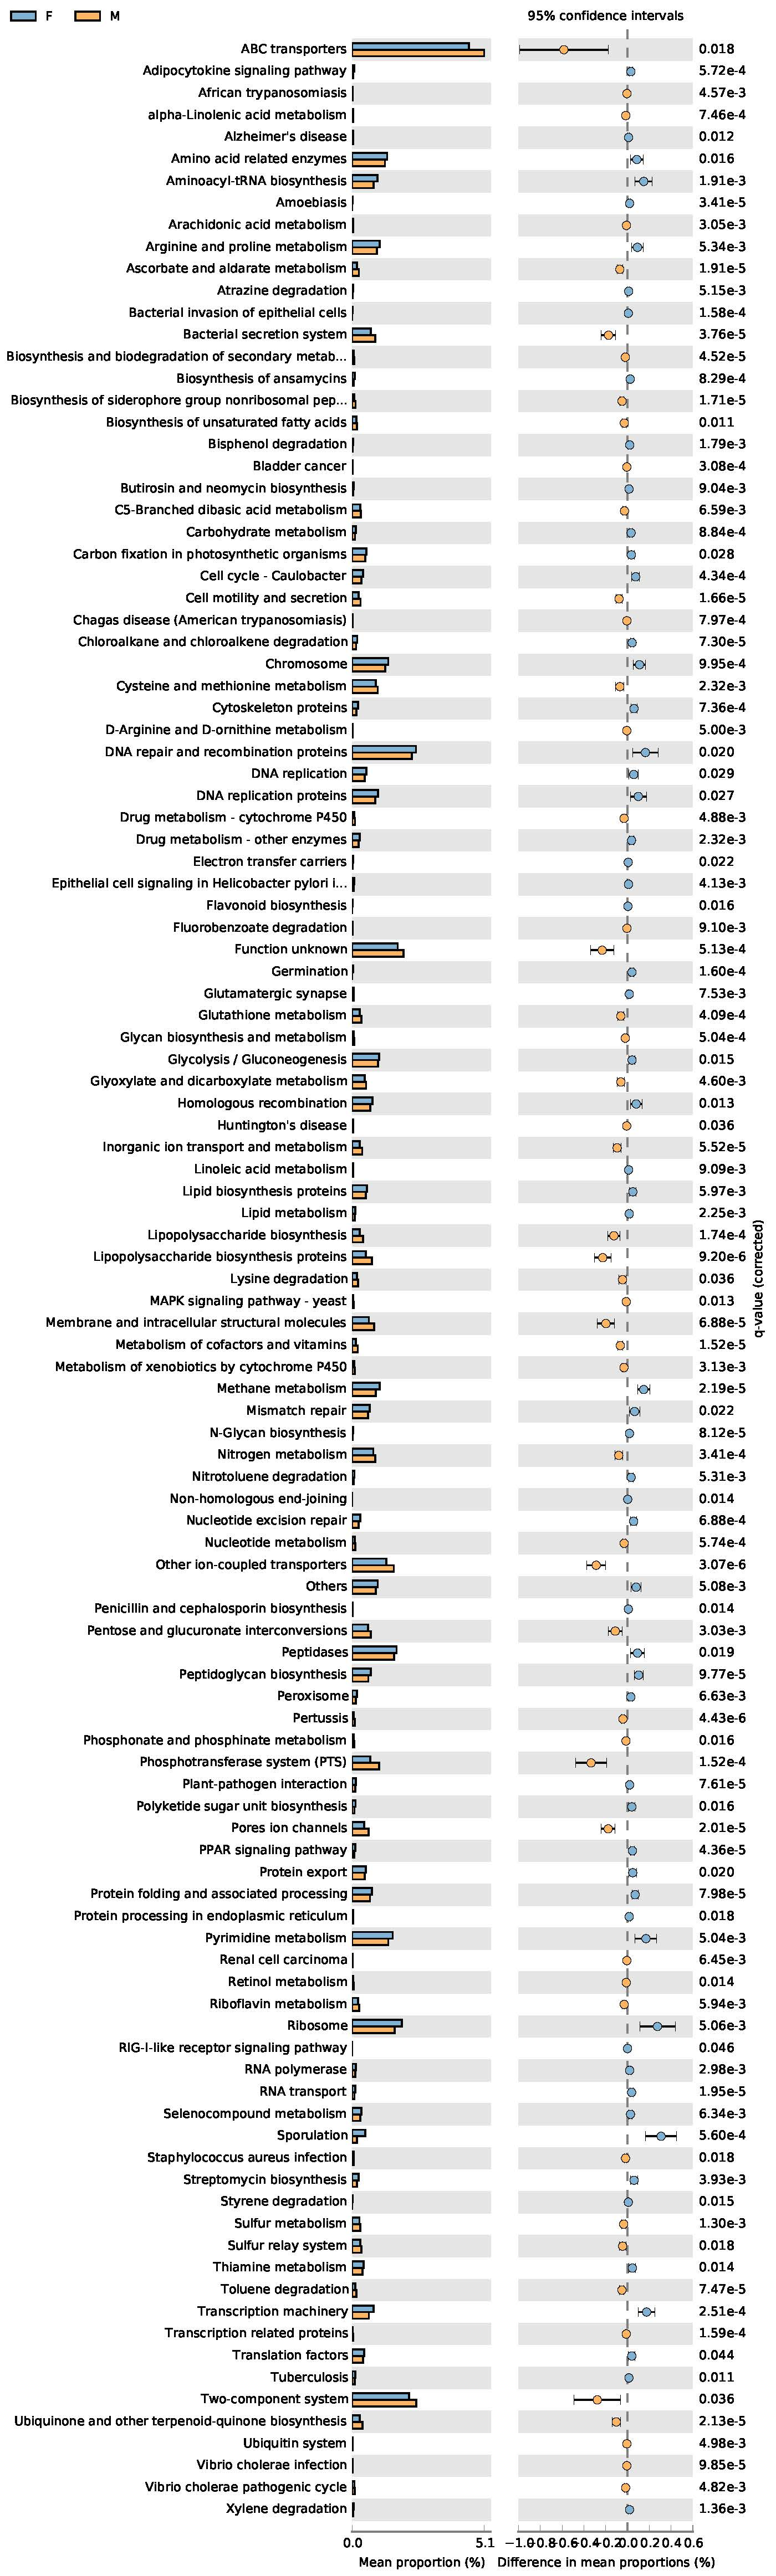 F M
95% confidence intervals
ABC transporters 0.018
Adipocytokine signaling pathway 5.72e-4
African trypanosomiasis 4.57e-3
alpha-Linolenic acid metabolism 7.46e-4
Alzheimer's disease 0.012
Amino acid related enzymes 0.016
Aminoacyl-tRNA biosynthesis 1.91e-3
Amoebiasis 3.41e-5
Arachidonic acid metabolism 3.05e-3
Arginine and proline metabolism 5.34e-3
Ascorbate and aldarate metabolism 1.91e-5
Atrazine degradation 5.15e-3
Bacterial invasion of epithelial cells 1.58e-4
Bacterial secretion system 3.76e-5
Biosynthesis and biodegradation of secondary metab... 4.52e-5
Biosynthesis of ansamycins 8.29e-4
Biosynthesis of siderophore group nonribosomal pep... 1.71e-5
Biosynthesis of unsaturated fatty acids 0.011
Bisphenol degradation 1.79e-3
Bladder cancer 3.08e-4
Butirosin and neomycin biosynthesis 9.04e-3
C5-Branched dibasic acid metabolism 6.59e-3
Carbohydrate metabolism 8.84e-4
Carbon fixation in photosynthetic organisms 0.028
Cell cycle - Caulobacter 4.34e-4
Cell motility and secretion 1.66e-5
Chagas disease (American trypanosomiasis) 7.97e-4
Chloroalkane and chloroalkene degradation 7.30e-5
Chromosome 9.95e-4
Cysteine and methionine metabolism 2.32e-3
Cytoskeleton proteins 7.36e-4
D-Arginine and D-ornithine metabolism 5.00e-3
DNA repair and recombination proteins 0.020
DNA replication 0.029
DNA replication proteins 0.027
Drug metabolism - cytochrome P450 4.88e-3
Drug metabolism - other enzymes 2.32e-3
Electron transfer carriers 0.022
Epithelial cell signaling in Helicobacter pylori i... 4.13e-3
Flavonoid biosynthesis 0.016
Fluorobenzoate degradation 9.10e-3
Function unknown 5.13e-4
Germination 1.60e-4
Glutamatergic synapse 7.53e-3
Glutathione metabolism 4.09e-4
Glycan biosynthesis and metabolism 5.04e-4
Glycolysis / Gluconeogenesis 0.015
Glyoxylate and dicarboxylate metabolism 4.60e-3
Homologous recombination 0.013
Huntington's disease 0.036
Inorganic ion transport and metabolism 5.52e-5
Linoleic acid metabolism 9.09e-3
Lipid biosynthesis proteins 5.97e-3
Lipid metabolism 2.25e-3
Lipopolysaccharide biosynthesis 1.74e-4
Lipopolysaccharide biosynthesis proteins 9.20e-6
Lysine degradation 0.036
MAPK signaling pathway - yeast 0.013
Membrane and intracellular structural molecules 6.88e-5
Metabolism of cofactors and vitamins 1.52e-5
Metabolism of xenobiotics by cytochrome P450 3.13e-3
Methane metabolism 2.19e-5
Mismatch repair 0.022
N-Glycan biosynthesis 8.12e-5
Nitrogen metabolism 3.41e-4
Nitrotoluene degradation 5.31e-3
Non-homologous end-joining 0.014
Nucleotide excision repair 6.88e-4
Nucleotide metabolism 5.74e-4
Other ion-coupled transporters 3.07e-6
Others 5.08e-3
Penicillin and cephalosporin biosynthesis 0.014
Pentose and glucuronate interconversions 3.03e-3
Peptidases 0.019
Peptidoglycan biosynthesis 9.77e-5
Peroxisome 6.63e-3
Pertussis 4.43e-6
Phosphonate and phosphinate metabolism 0.016
Phosphotransferase system (PTS) 1.52e-4
Plant-pathogen interaction 7.61e-5
Polyketide sugar unit biosynthesis 0.016
Pores ion channels 2.01e-5
PPAR signaling pathway 4.36e-5
Protein export 0.020
Protein folding and associated processing 7.98e-5
Protein processing in endoplasmic reticulum 0.018
Pyrimidine metabolism 5.04e-3
Renal cell carcinoma 6.45e-3
Retinol metabolism 0.014
Riboflavin metabolism 5.94e-3
Ribosome 5.06e-3
RIG-I-like receptor signaling pathway 0.046
RNA polymerase 2.98e-3
RNA transport 1.95e-5
Selenocompound metabolism 6.34e-3
Sporulation 5.60e-4
Staphylococcus aureus infection 0.018
Streptomycin biosynthesis 3.93e-3
Styrene degradation 0.015
Sulfur metabolism 1.30e-3
Sulfur relay system 0.018
Thiamine metabolism 0.014
Toluene degradation 7.47e-5
Transcription machinery 2.51e-4
Transcription related proteins 1.59e-4
Translation factors 0.044
Tuberculosis 0.011
Two-component system 0.036
Ubiquinone and other terpenoid-quinone biosynthesis 2.13e-5
Ubiquitin system 4.98e-3
Vibrio cholerae infection 9.85e-5
Vibrio cholerae pathogenic cycle 4.82e-3
Xylene degradation 1.36e-3
q-value (corrected)
0.0 5.1 −1.0−0.8−0.6−0.4−0.20.0 0.2 0.4 0.6
Mean proportion (%) Difference in mean proportions (%)